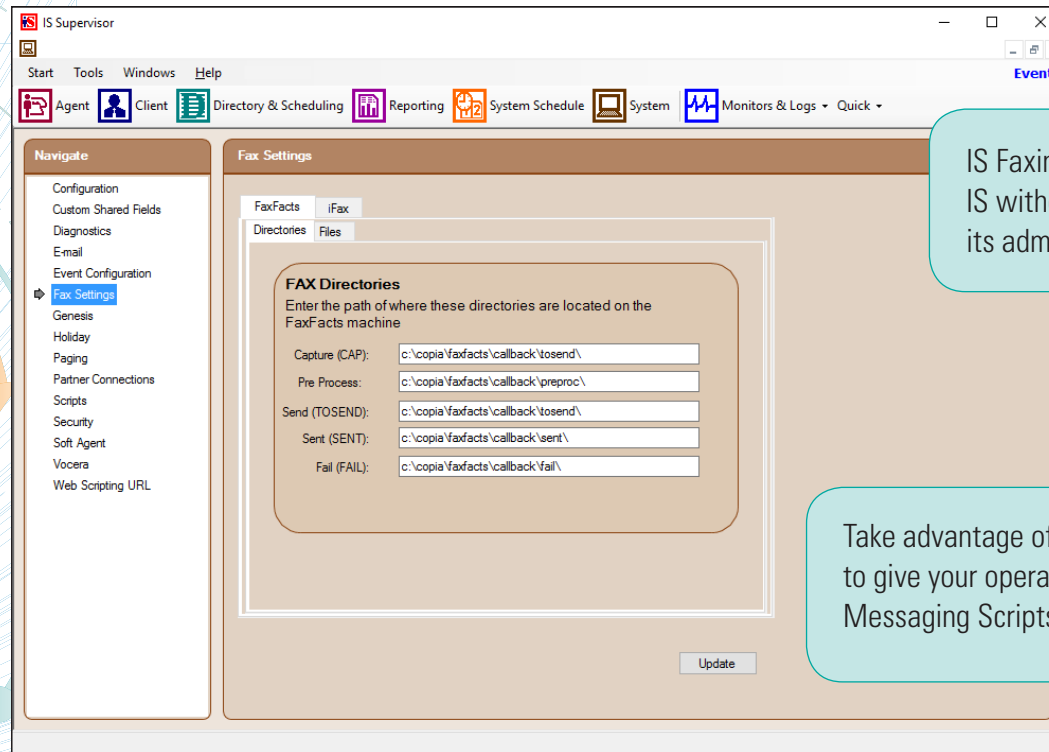 IS Supervisor
Start Tools Windows Help
Event
Agent Client Directory & Scheduling Reporting System Schedule System Monitors & Logs Quick
Navigate
Configuration
Custom Shared Fields
Diagnostics
E-mail
Event Configuration
Fax Settings
Genesis
Holiday
Paging
Partner Connections
Scripts
Security
Soft Agent
Vocera
Web Scripting URL
Fax Settings
FaxFacts iFax
Directories Files
FAX Directories
Enter the path of where these directories are located on the
FaxFacts machine
Capture (CAP): c:\copia\faxfacts\callback\tosend\
Pre Process: c:\copia\faxfacts\callback\preproc\
Send (TOSEND): c:\copia\faxfacts\callback\tosend\
Sent (SENT): c:\copia\faxfacts\callback\sent\
Fail (FAIL): c:\copia\faxfacts\callback\fail\
Update
IS Faxin
IS with
its adm
Take advantage of
to give your opera
Messaging Scripts